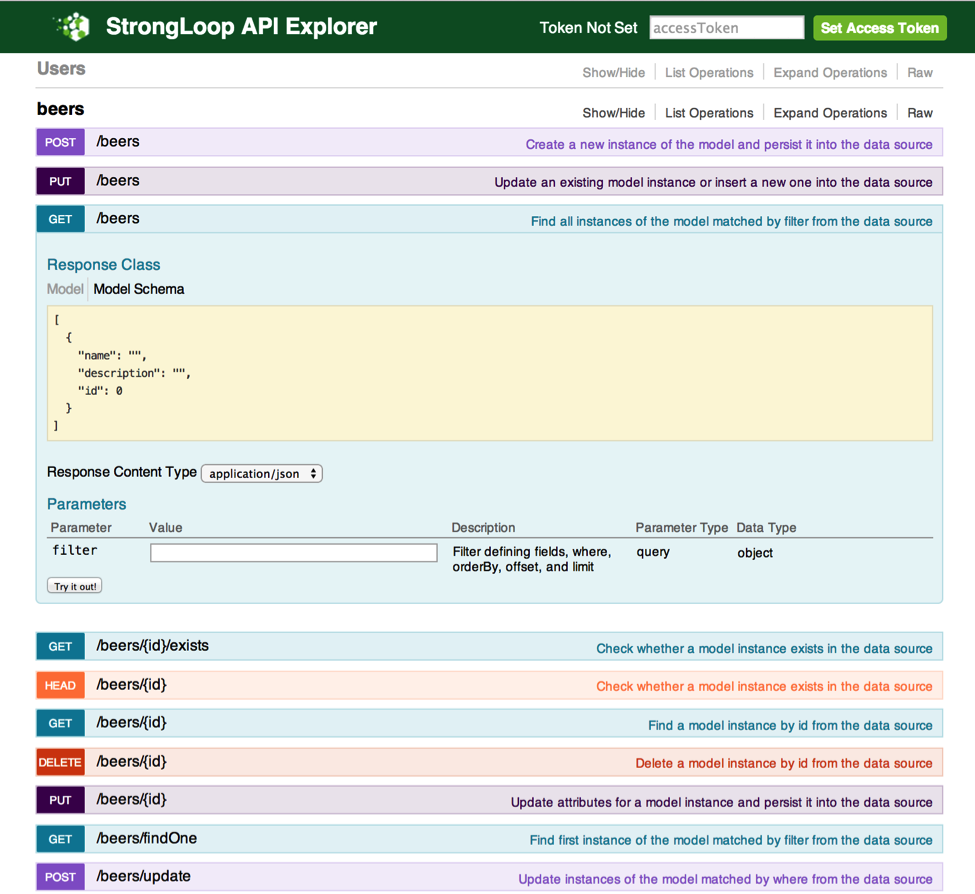 StrongLoop API Explorer Token Not Set accessToken Set Access Token
Users Show/Hide List Operations Expand Operations Raw
beers Show/Hide List Operations Expand Operations Raw
POST /beers Create a new instance of the model and persist it into the data source
PUT /beers Update an existing model instance or insert a new one into the data source
GET /beers Find all instances of the model matched by filter from the data source
Response Class
Model Model Schema
[
{
"name": "",
"description": "",
"id": 0
}
]
Response Content Type application/json
Parameters
Parameter Value Description Parameter Type Data Type
filter Filter defining fields, where, query object
orderBy, offset, and limit
Try it out!
GET /beers/{id}/exists Check whether a model instance exists in the data source
HEAD /beers/{id} Check whether a model instance exists in the data source
GET /beers/{id} Find a model instance by id from the data source
DELETE /beers/{id} Delete a model instance by id from the data source
PUT /beers/{id} Update attributes for a model instance and persist it into the data source
GET /beers/findOne Find first instance of the model matched by filter from the data source
POST /beers/update Update instances of the model matched by where from the data source